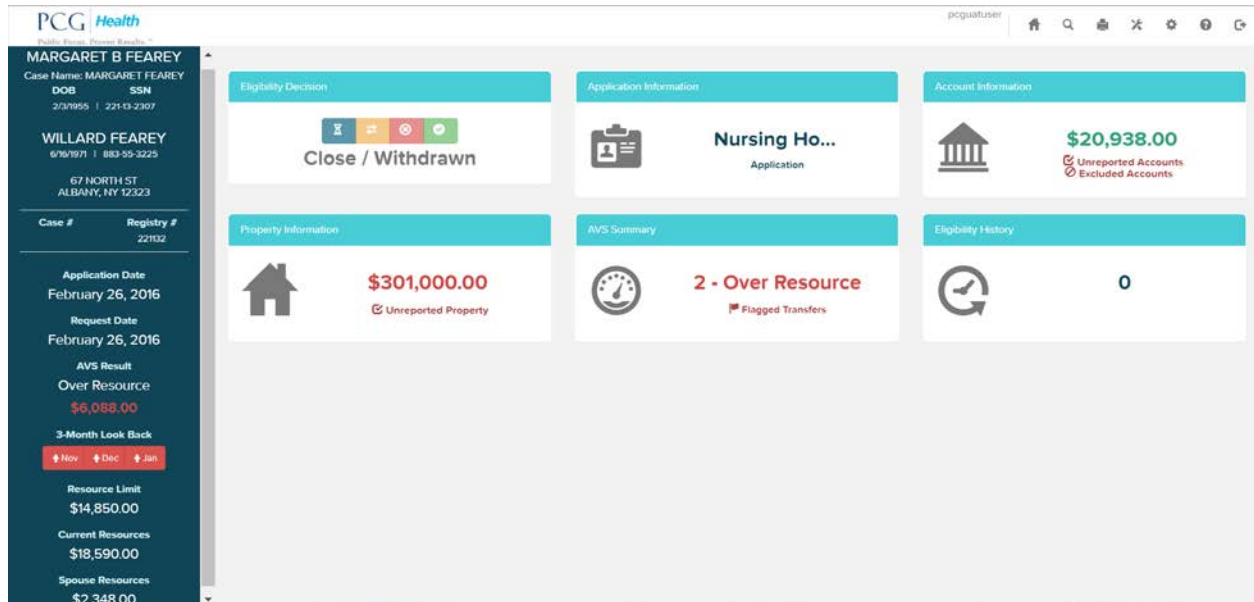 PCG Health
Public Focus. Proven Results.™
pcguatuser
MARGARET B FEAREY
Case Name: MARGARET FEAREY
DOB SSN
2/3/1955 | 221-13-2307
WILLARD FEAREY
6/16/1971 | 883-55-3225
67 NORTH ST
ALBANY, NY 12323
Case # Registry #
221132
Application Date
February 26, 2016
Request Date
February 26, 2016
AVS Result
Over Resource
$6,088.00
3-Month Look Back
Nov Dec Jan
Resource Limit
$14,850.00
Current Resources
$18,590.00
Spouse Resources
$2,348.00
Eligibility Decision
Close / Withdrawn
Application Information
Nursing Ho...
Application
Account Information
$20,938.00
Unreported Accounts
Excluded Accounts
Property Information
$301,000.00
Unreported Property
AVS Summary
2 - Over Resource
Flagged Transfers
Eligibility History
0